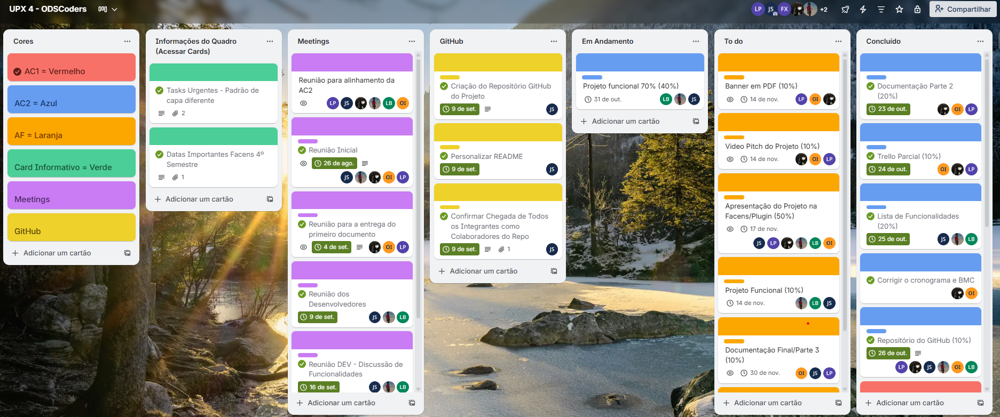 UPX 4 - ODSCoders
LP JS FX +2
Compartilhar
Cores
AC1 = Vermelho
AC2 = Azul
AF = Laranja
Card Informativo = Verde
Meetings
GitHub
Adicionar um cartão
Informações do Quadro
(Acessar Cards)
Tasks Urgentes - Padrão de
capa diferente
2
Datas Importantes Facens 4º
Semestre
1
Adicionar um cartão
Meetings
Reunião para alinhamento da
AC2
LP JS LB OI
Reunião Inicial
26 de ago.
JS OI LP
Reunião para a entrega do
primeiro documento
4 de set.
OI LP
Reunião dos
Desenvolvedores
9 de set.
JS LB
Reunião DEV - Discussão de
Funcionalidades
16 de set.
JS LB
Adicionar um cartão
GitHub
Criação do Repositório GitHub
do Projeto
9 de set.
JS
Personalizar README
9 de set.
JS
Confirmar Chegada de Todos
os Integrantes como
Colaboradores do Repo
9 de set. 1
JS
Adicionar um cartão
Em Andamento
Projeto funcional 70% (40%)
31 de out.
LB JS
Adicionar um cartão
To do
Banner em PDF (10%)
14 de nov.
LP OI
Video Pitch do Projeto (10%)
14 de nov.
OI LP
Apresentação do Projeto na
Facens/Plugin (50%)
17 de nov.
JS LP LB OI
Projeto Funcional (10%)
14 de nov.
LB JS
Documentação Final/Parte 3
(10%)
30 de nov.
OI JS LP
Adicionar um cartão
Concluído
Documentação Parte 2
(20%)
23 de out.
OI LP
Trello Parcial (10%)
24 de out.
OI LP
Lista de Funcionalidades
(20%)
25 de out.
JS LB
Corrigir o cronograma e BMC
OI
Repositório do GitHub (10%)
26 de out.
LP JS OI LB
Adicionar um cartão